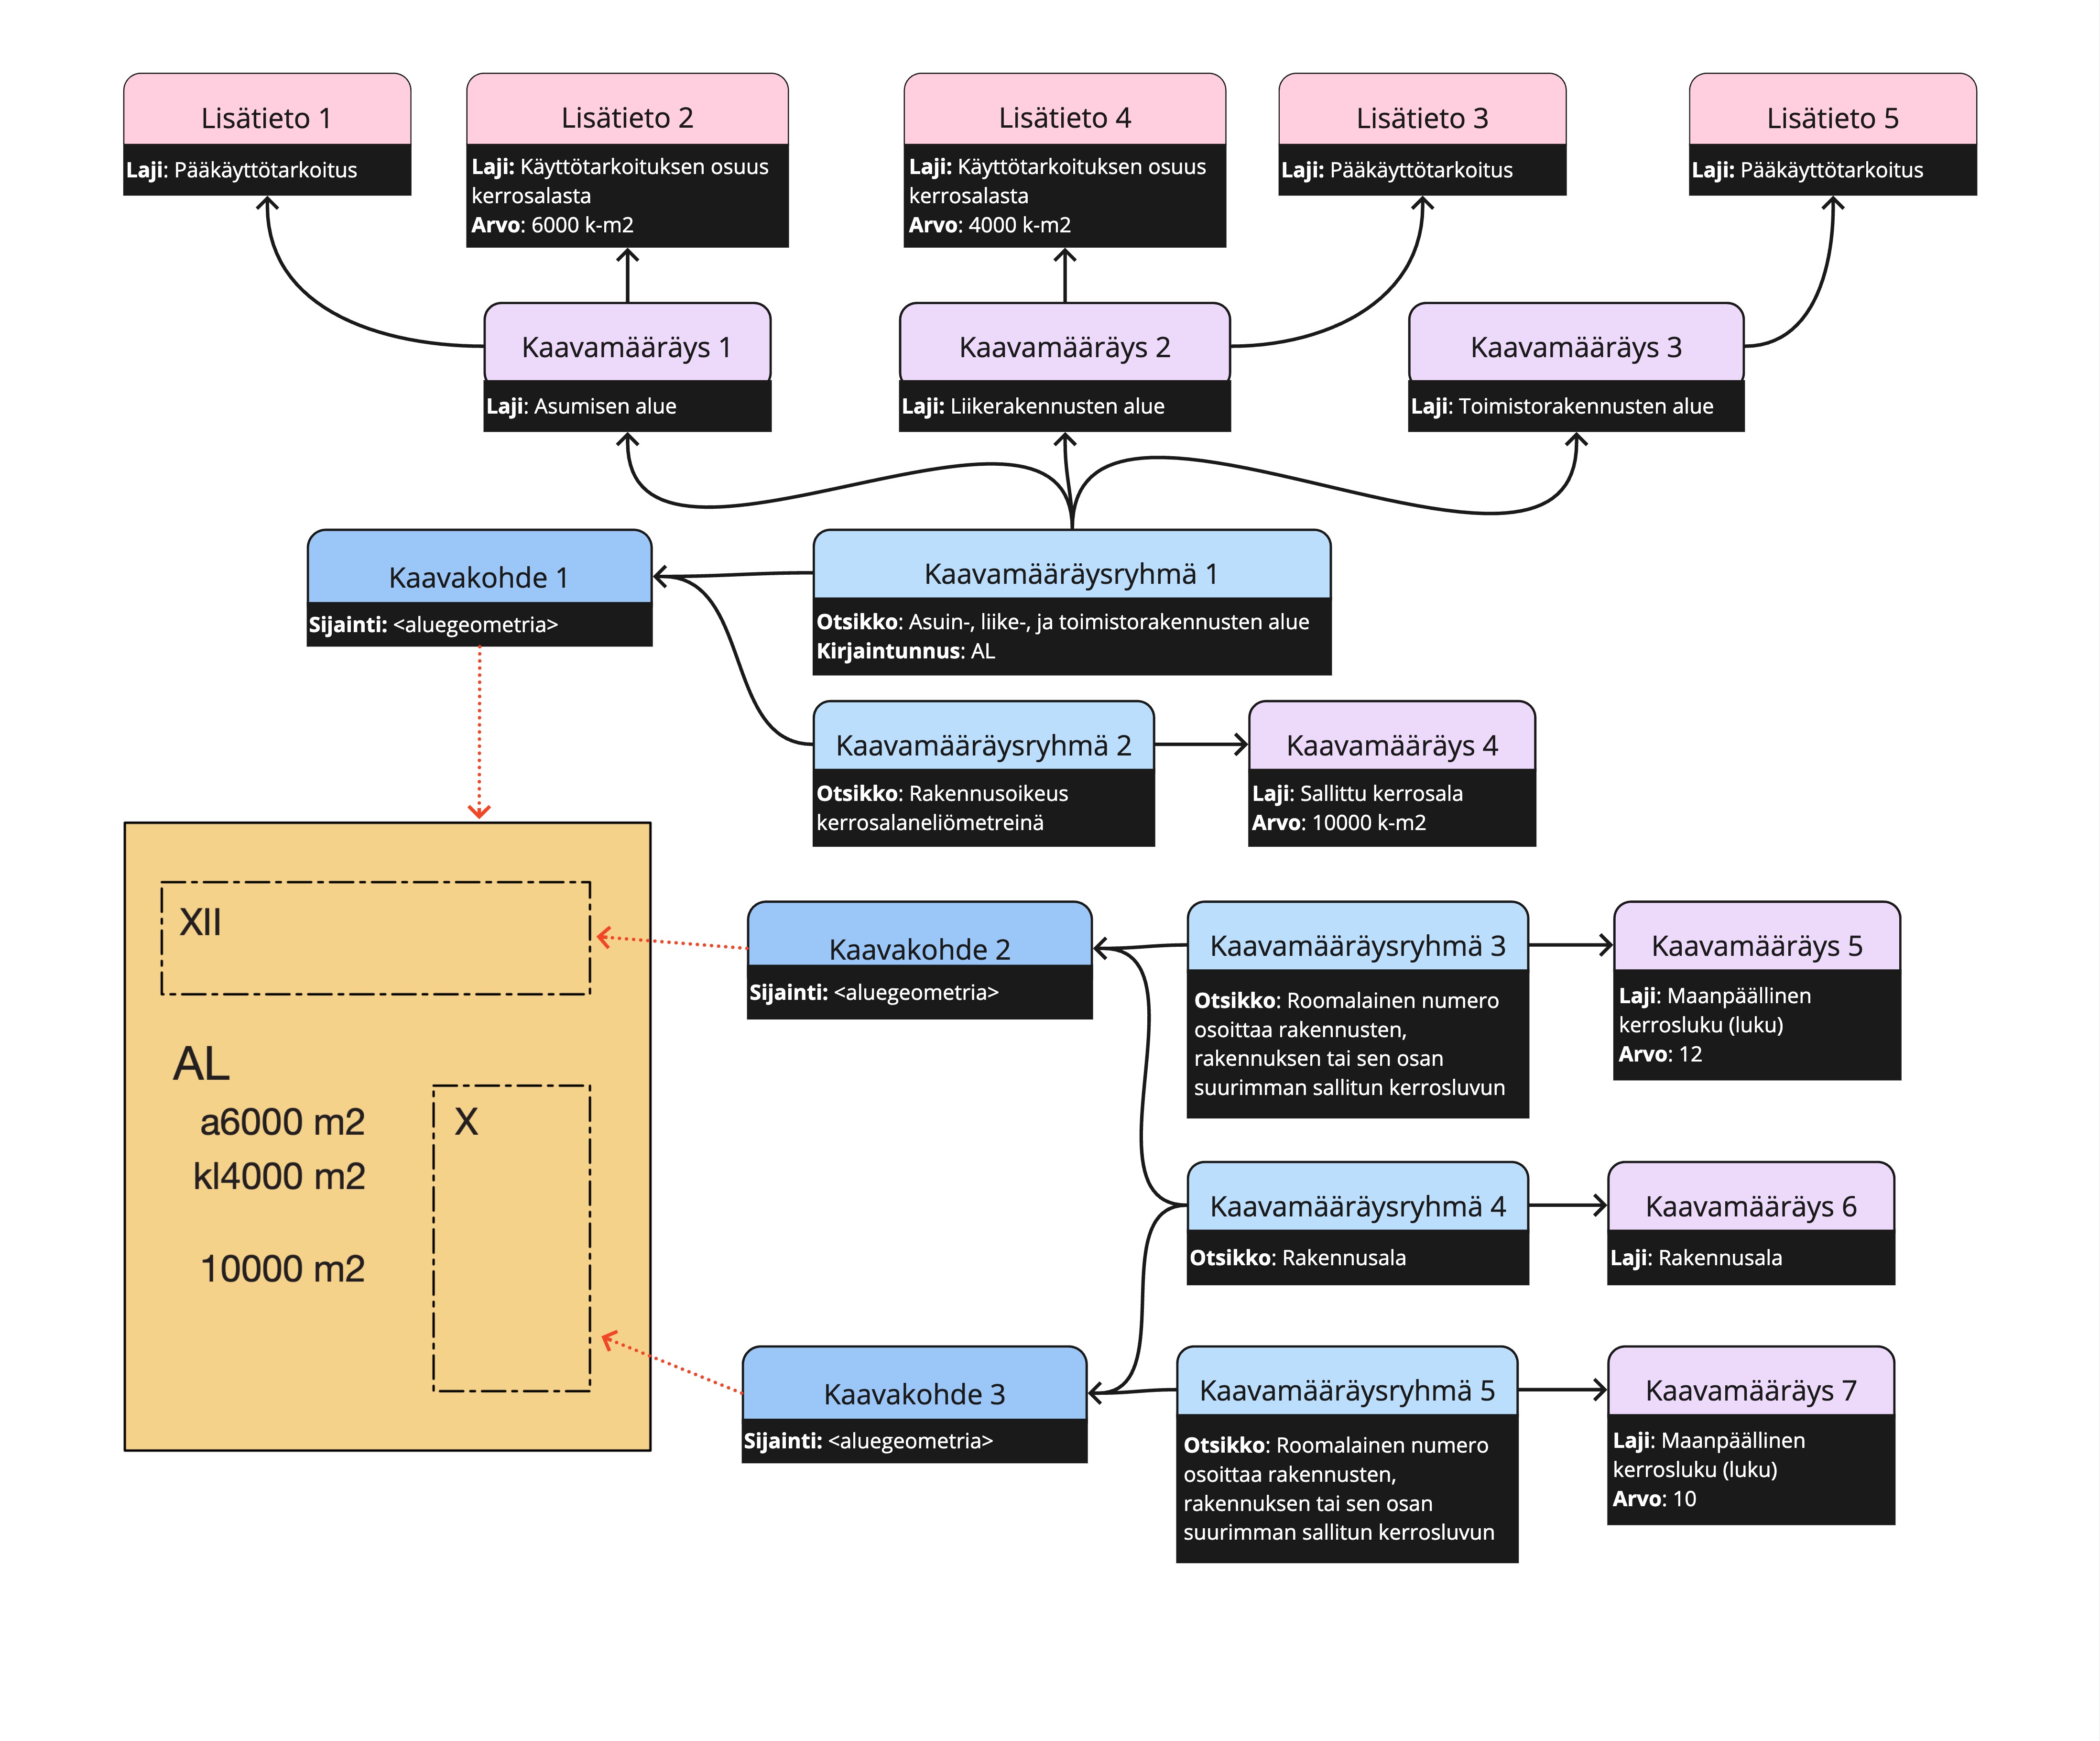 Lisätieto 1
Laji: Pääkäyttötarkoitus
Lisätieto 2
Laji: Käyttötarkoituksen osuus
kerrosalasta
Arvo: 6000 k-m2
Lisätieto 4
Laji: Käyttötarkoituksen osuus
kerrosalasta
Arvo: 4000 k-m2
Lisätieto 3
Laji: Pääkäyttötarkoitus
Lisätieto 5
Laji: Pääkäyttötarkoitus
Kaavamääräys 1
Laji: Asumisen alue
Kaavamääräys 2
Laji: Liikerakennusten alue
Kaavamääräys 3
Laji: Toimistorakennusten alue
Kaavakohde 1
Sijainti: <aluegeometria>
Kaavamääräysryhmä 1
Otsikko: Asuin-, liike-, ja toimistorakennusten alue
Kirjaintunnus: AL
Kaavamääräysryhmä 2
Otsikko: Rakennusoikeus
kerrosalaneliömetreinä
Kaavamääräys 4
Laji: Sallittu kerrosala
Arvo: 10000 k-m2
XII
AL
a6000 m2
kl4000 m2
10000 m2
X
Kaavakohde 2
Sijainti: <aluegeometria>
Kaavamääräysryhmä 3
Otsikko: Roomalainen numero
osoittaa rakennusten,
rakennuksen tai sen osan
suurimman sallitun kerrosluvun
Kaavamääräys 5
Laji: Maanpäällinen
kerrosluku (luku)
Arvo: 12
Kaavamääräysryhmä 4
Otsikko: Rakennusala
Kaavamääräys 6
Laji: Rakennusala
Kaavakohde 3
Sijainti: <aluegeometria>
Kaavamääräysryhmä 5
Otsikko: Roomalainen numero
osoittaa rakennusten,
rakennuksen tai sen osan
suurimman sallitun kerrosluvun
Kaavamääräys 7
Laji: Maanpäällinen
kerrosluku (luku)
Arvo: 10